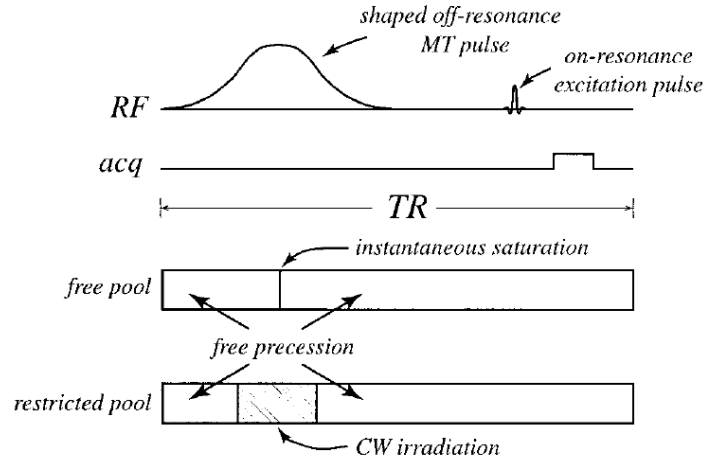 shaped off-resonance
MT pulse
on-resonance
excitation pulse
RF
acq
TR
instantaneous saturation
free pool
free precession
restricted pool
CW irradiation